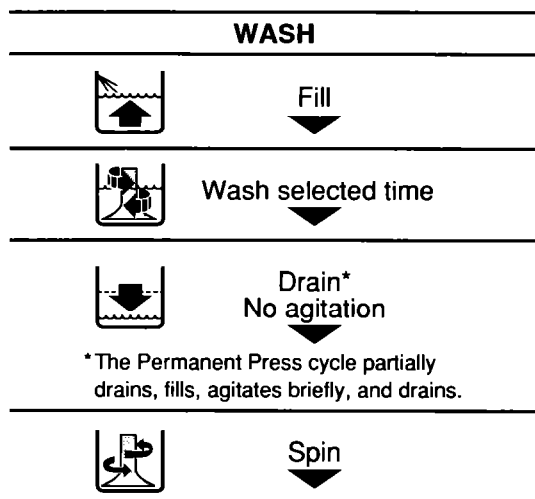 WASH
Fill
Wash selected time
Drain*
No agitation
*The Permanent Press cycle partially
drains, fills, agitates briefly, and drains.
Spin